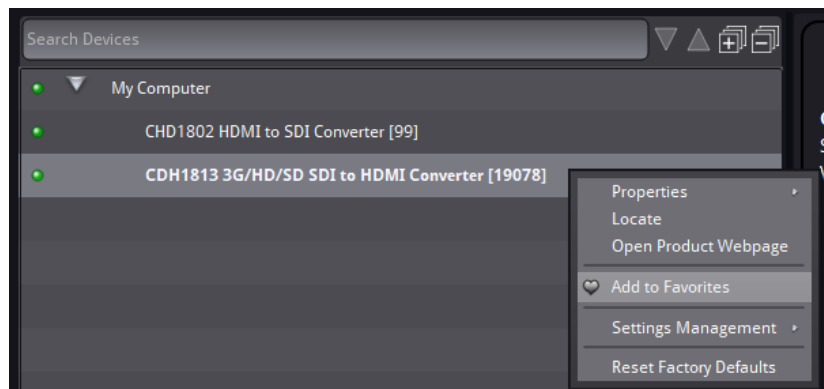 Search Devices
My Computer
CHD1802 HDMI to SDI Converter [99]
CDH1813 3G/HD/SD SDI to HDMI Converter [19078]
Properties
Locate
Open Product Webpage
Add to Favorites
Settings Management
Reset Factory Defaults